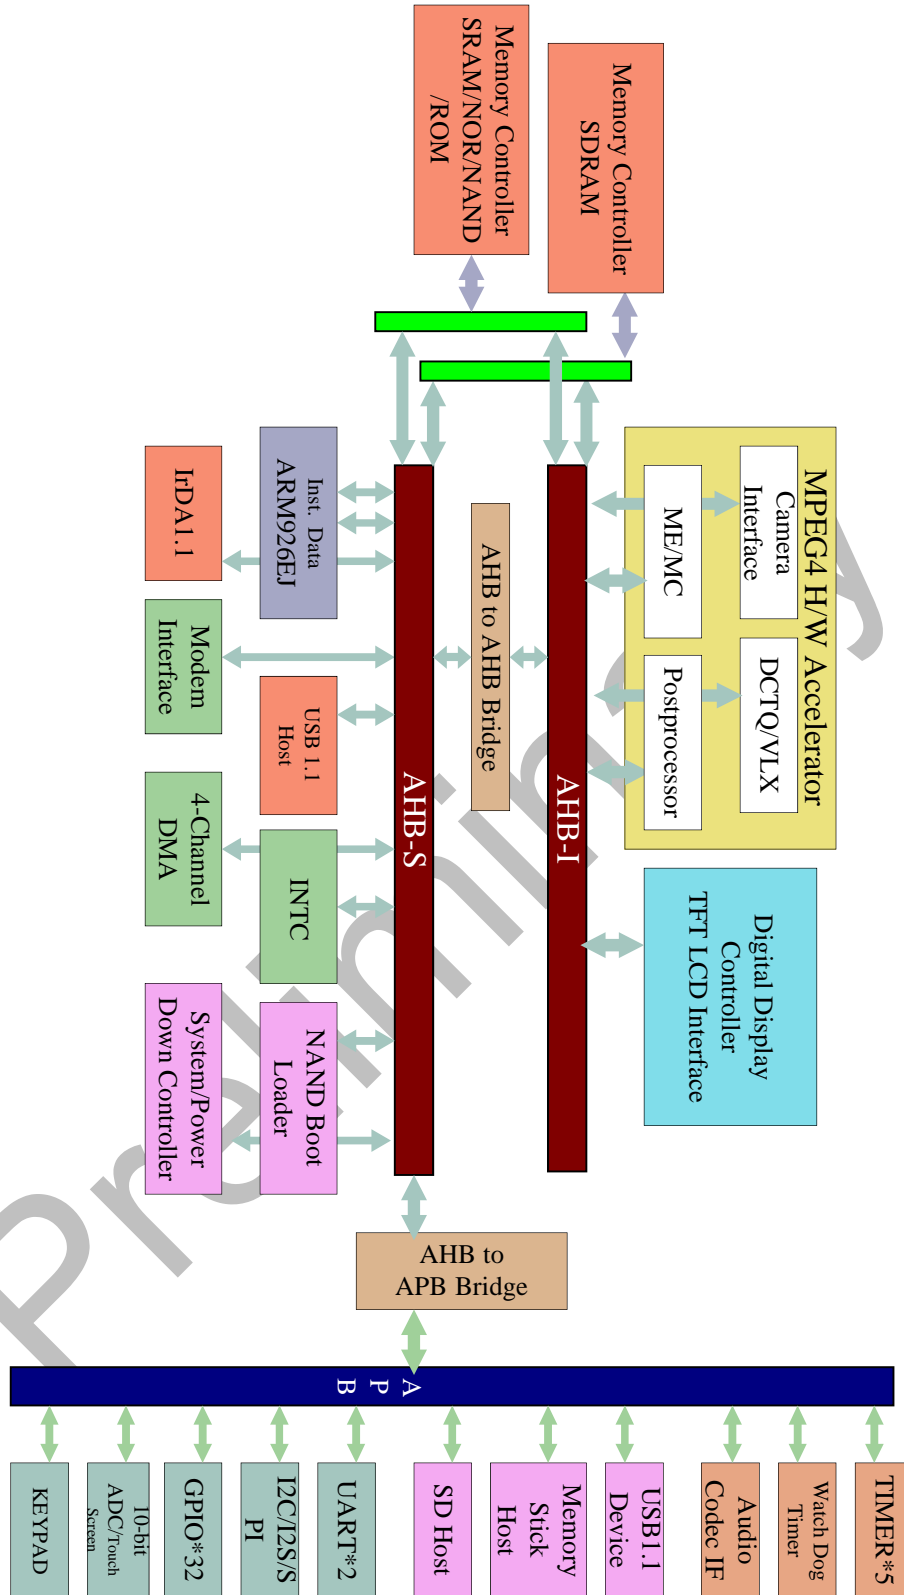 Memory Controller
SRAM/NOR/NAND
/ROM
Memory Controller
SDRAM
MPEG4 H/W Accelerator
Camera
Interface
DCTQ/VLX
ME/MC
Postprocessor
Digital Display
Controller
TFT LCD Interface
AHB-I
AHB to AHB Bridge
AHB-S
Inst. Data
ARM926EJ
IrDA1.1
Modem
Interface
USB 1.1
Host
4-Channel
DMA
INTC
NAND Boot
Loader
System/Power
Down Controller
AHB to
APB Bridge
A
P
B
TIMER*5
Watch Dog
Timer
Audio
Codec IF
USB1.1
Device
Memory
Stick
Host
SD Host
UART*2
I2C/I2S/S
PI
GPIO*32
10-bit
ADC/Touch
Screen
KEYPAD
Preliminary